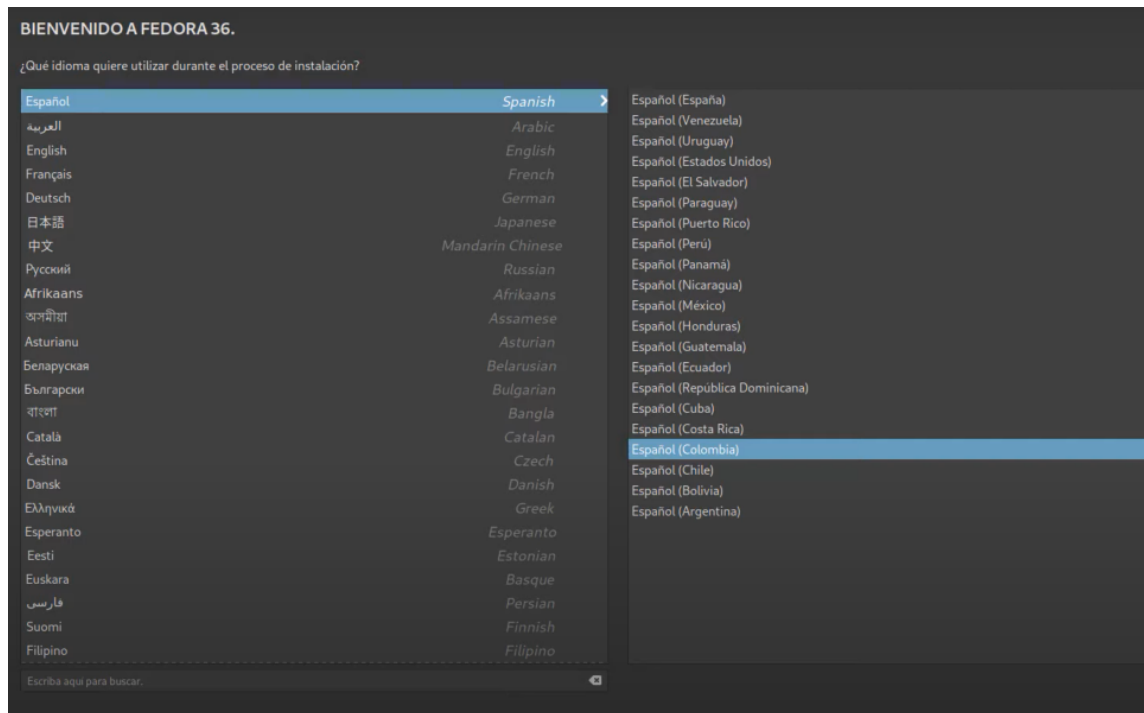 BIENVENIDO A FEDORA 36.
¿Qué idioma quiere utilizar durante el proceso de instalación?
Español Spanish
العربية Arabic
English English
Français French
Deutsch German
日本語 Japanese
中文 Mandarin Chinese
Русский Russian
Afrikaans Afrikaans
অসমীয়া Assamese
Asturianu Asturian
Беларуская Belarusian
Български Bulgarian
বাংলা Bangla
Català Catalan
Čeština Czech
Dansk Danish
Ελληνικά Greek
Esperanto Esperanto
Eesti Estonian
Euskara Basque
فارسی Persian
Suomi Finnish
Filipino Filipino
Escriba aquí para buscar.
Español (España)
Español (Venezuela)
Español (Uruguay)
Español (Estados Unidos)
Español (El Salvador)
Español (Paraguay)
Español (Puerto Rico)
Español (Perú)
Español (Panamá)
Español (Nicaragua)
Español (México)
Español (Honduras)
Español (Guatemala)
Español (Ecuador)
Español (República Dominicana)
Español (Cuba)
Español (Costa Rica)
Español (Colombia)
Español (Chile)
Español (Bolivia)
Español (Argentina)